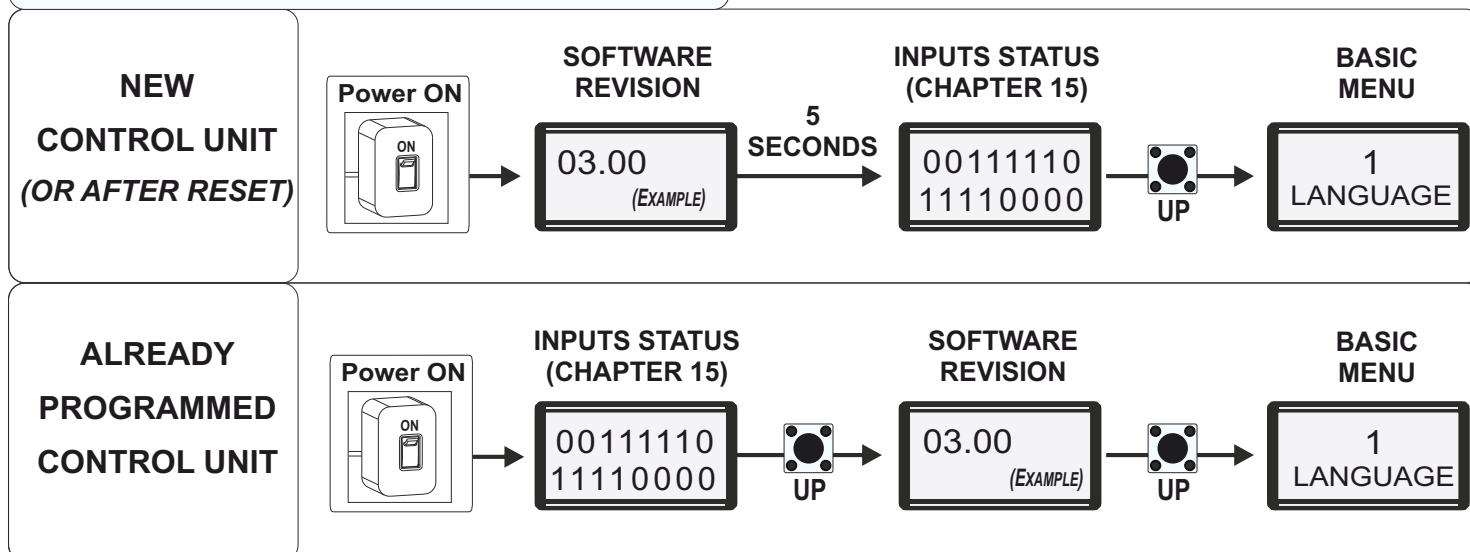 NEW
CONTROL UNIT
(OR AFTER RESET)
Power ON
ON
SOFTWARE
REVISION
03.00
(EXAMPLE)
5
SECONDS
INPUTS STATUS
(CHAPTER 15)
00111110
11110000
UP
BASIC
MENU
1
LANGUAGE
ALREADY
PROGRAMMED
CONTROL UNIT
Power ON
ON
INPUTS STATUS
(CHAPTER 15)
00111110
11110000
UP
SOFTWARE
REVISION
03.00
(EXAMPLE)
UP
BASIC
MENU
1
LANGUAGE